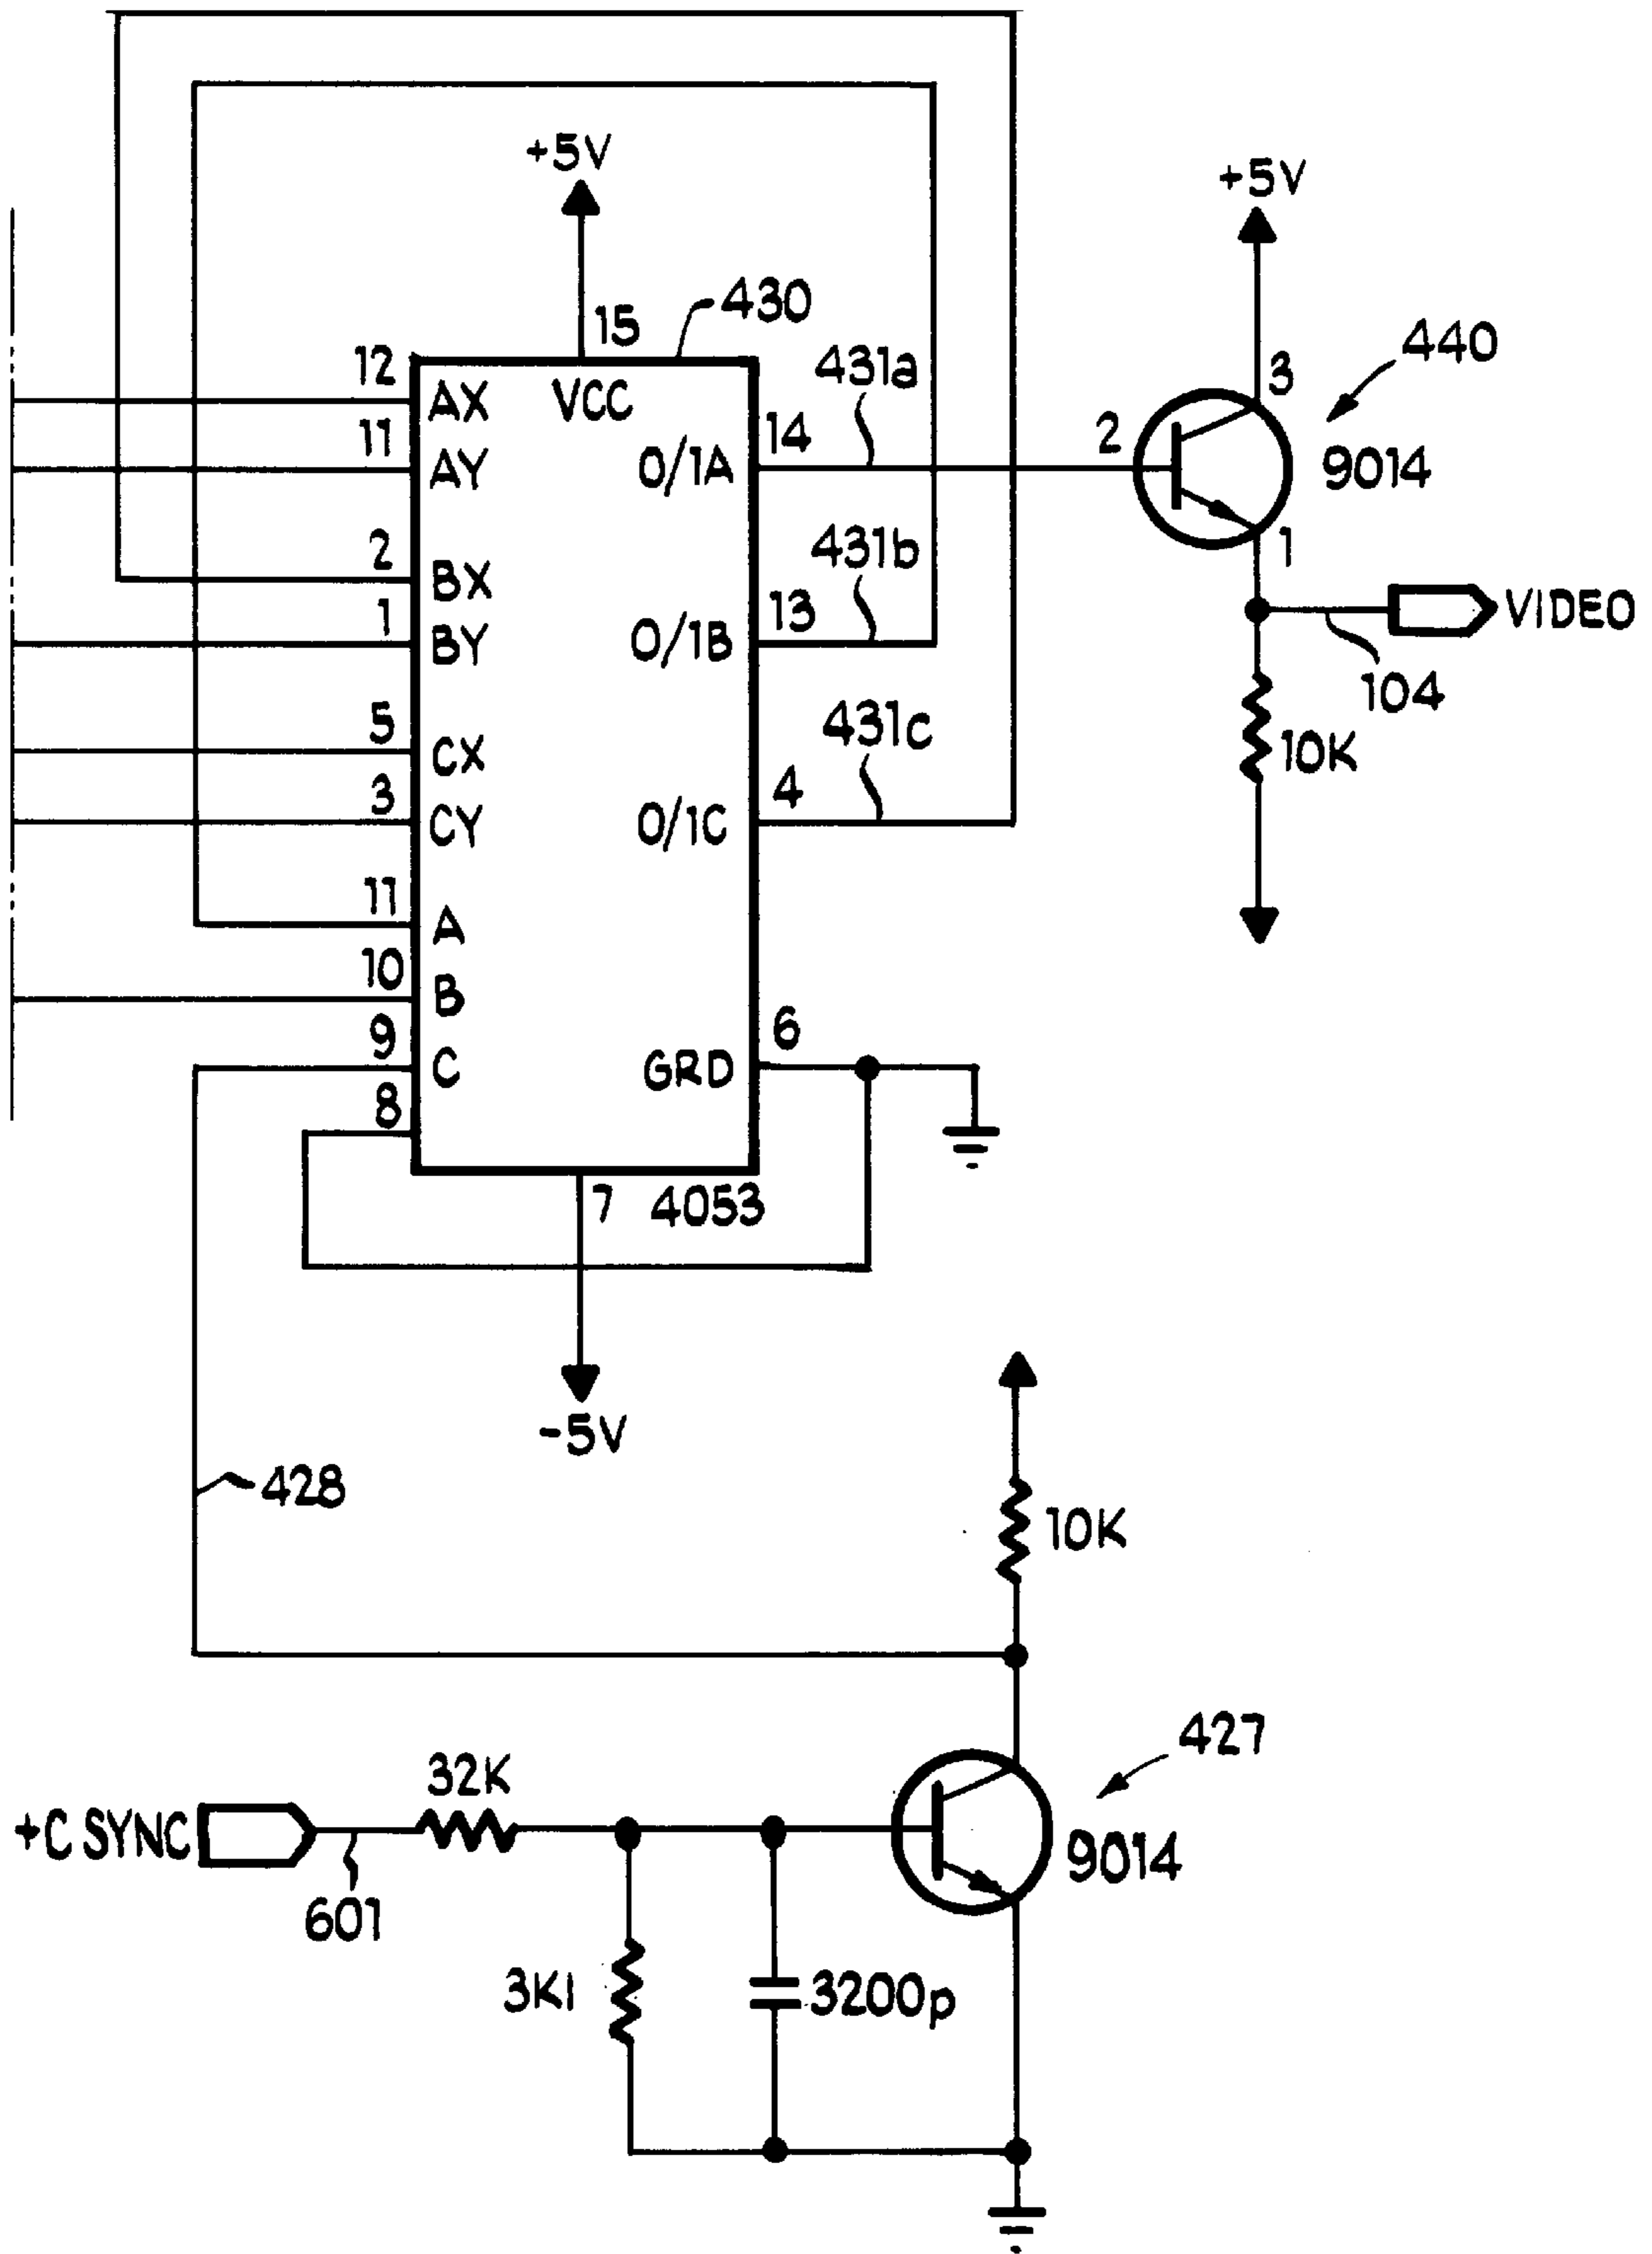 +5V
+5V
15
430
12
AX
VCC
431a
3
440
11
AY
0/1A
14
2
9014
2
BX
431b
1
1
BY
0/1B
13
VIDEO
104
5
CX
431c
10K
3
CY
0/1C
4
11
A
10
B
9
C
GRD
6
8
7
4053
-5V
428
10K
427
32K
+C SYNC
9014
601
3K1
3200p